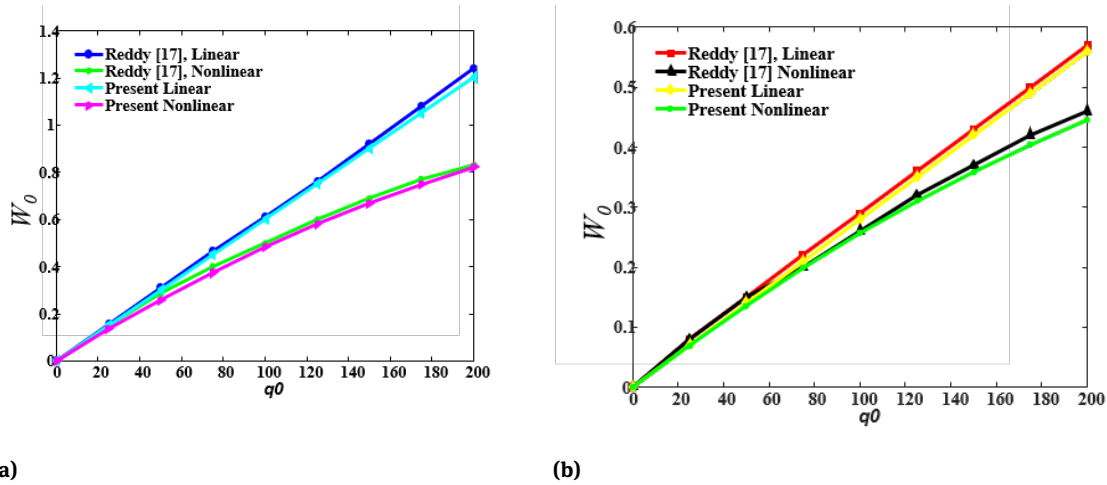 1.4
1.2
1
0.8
0.6
0.4
0.2
0
W0
Reddy [17], Linear
Reddy [17], Nonlinear
Present Linear
Present Nonlinear
0 20 40 60 80 100 120 140 160 180 200
q0
a)
0.6
0.5
0.4
0.3
0.2
0.1
0
W0
Reddy [17], Linear
Reddy [17] Nonlinear
Present Linear
Present Nonlinear
0 20 40 60 80 100 120 140 160 180 200
q0
(b)